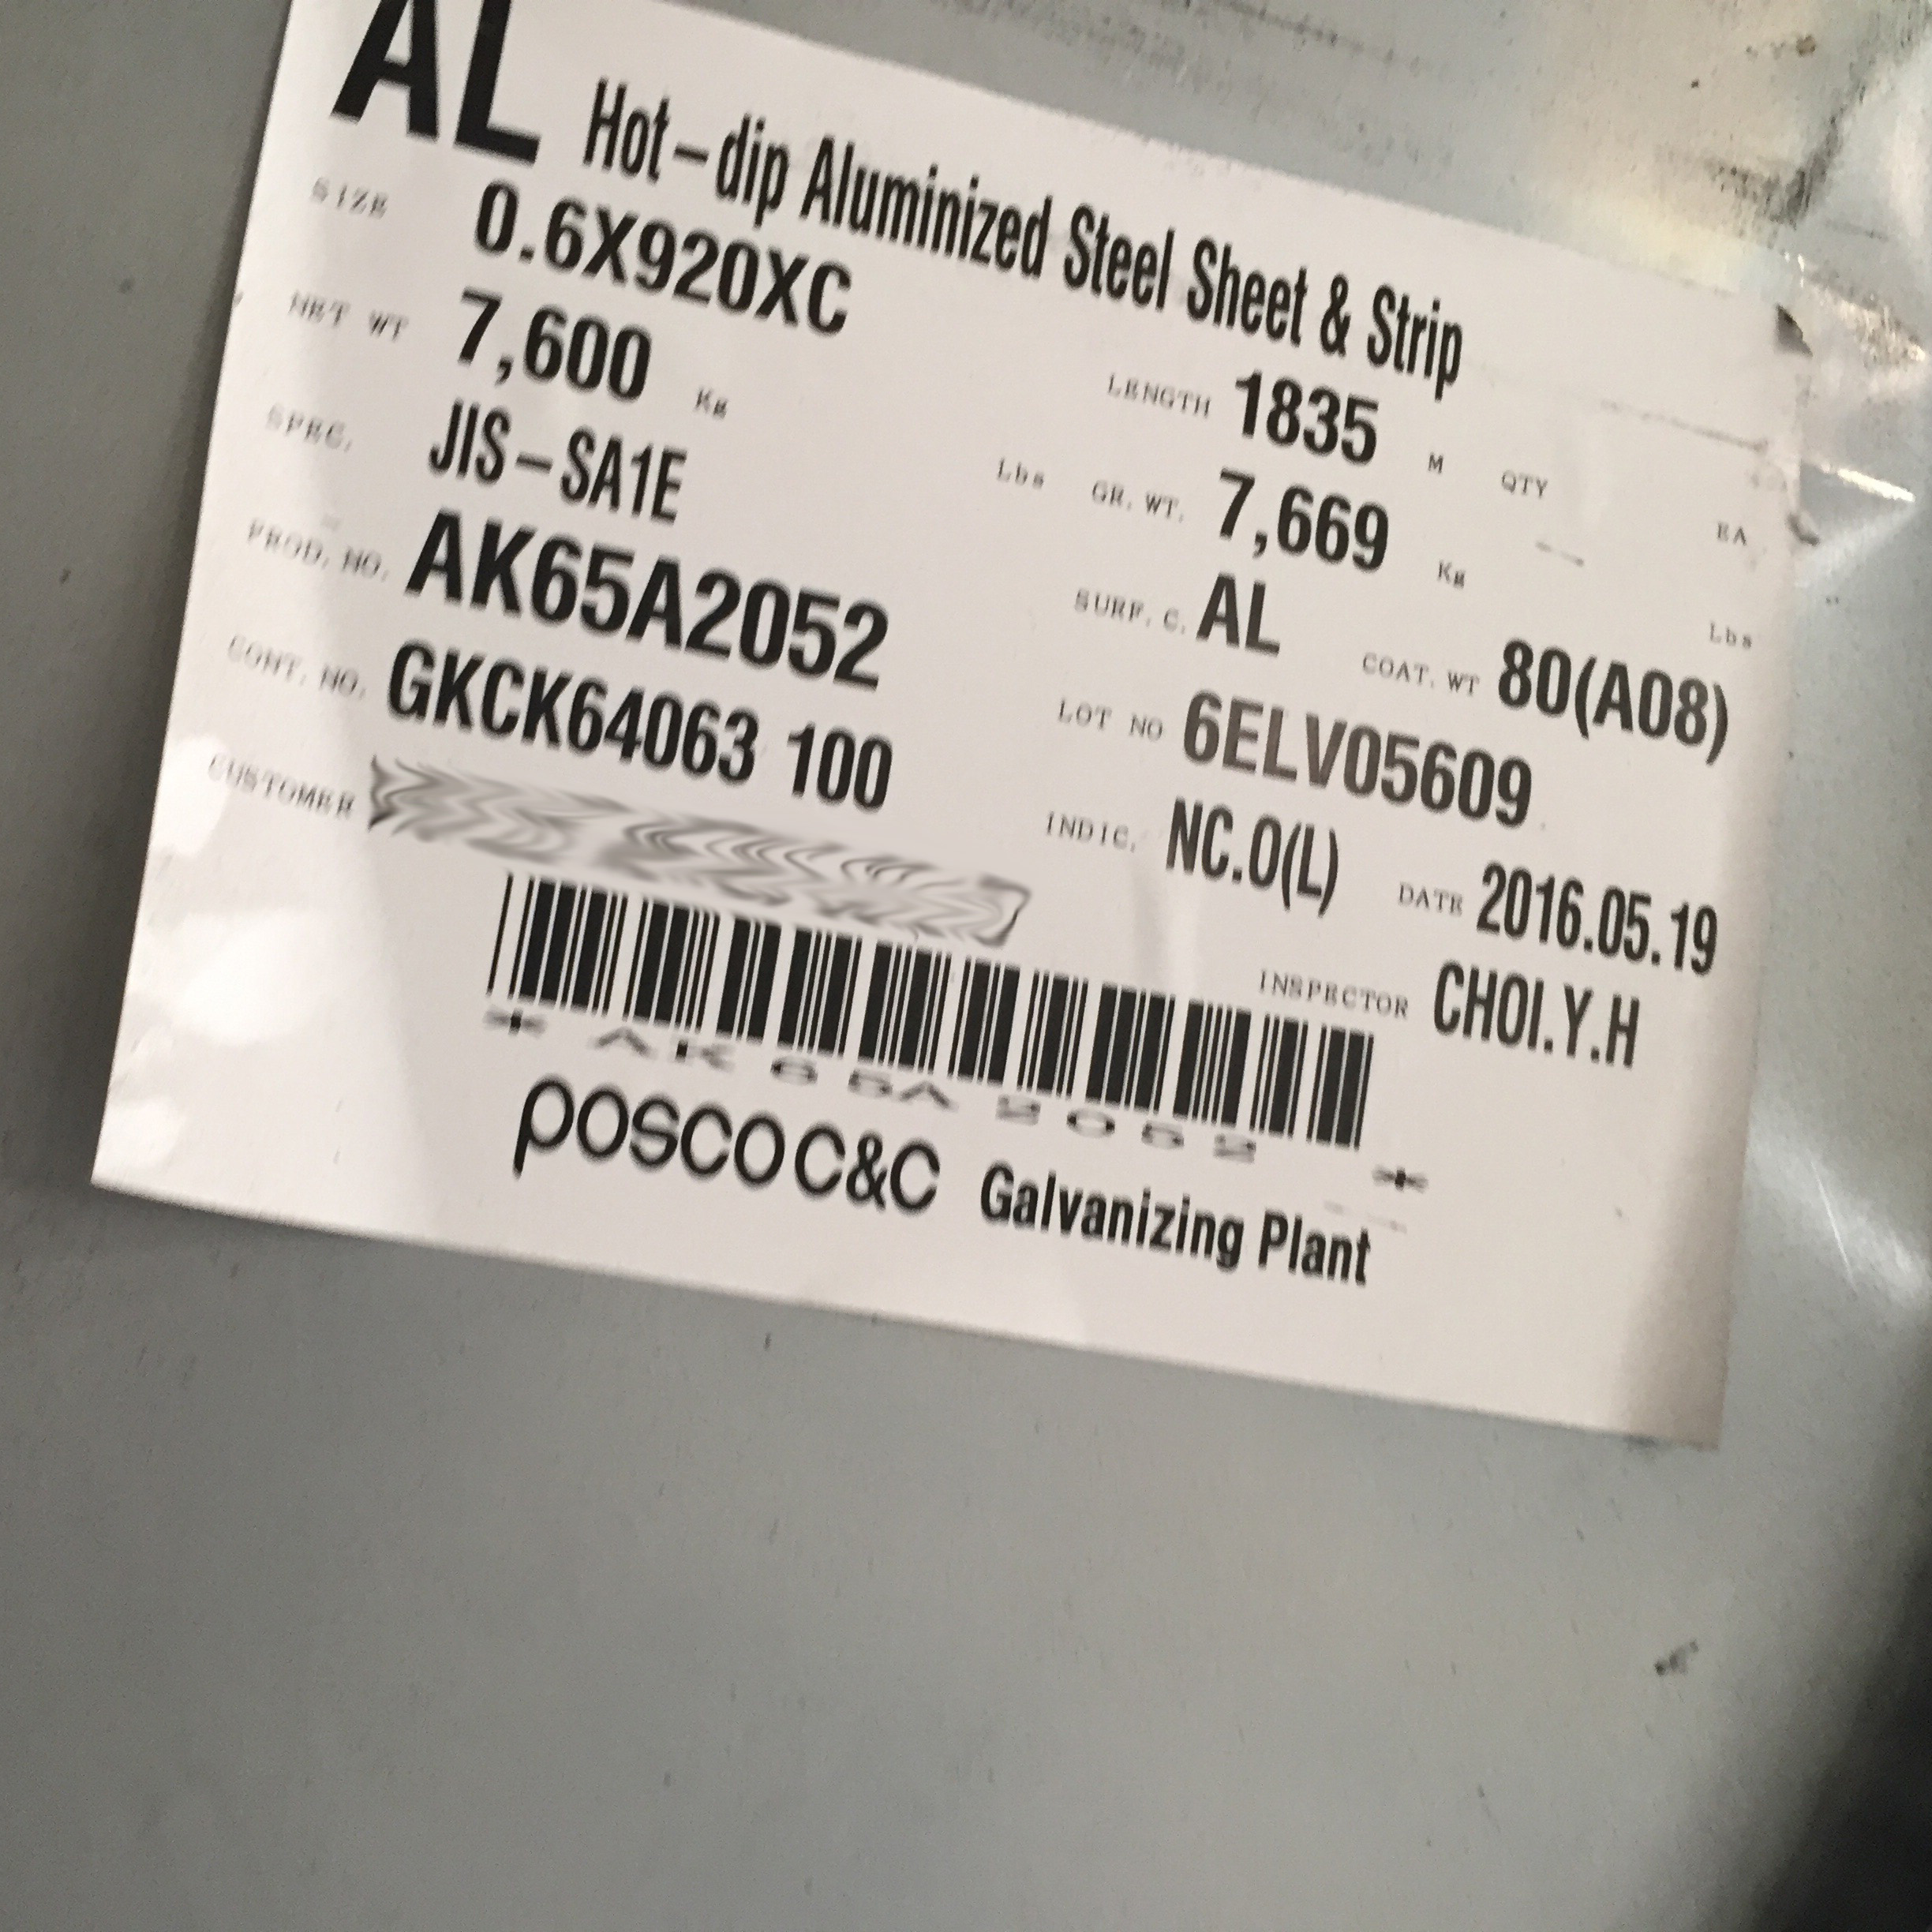 AL Hot-dip Aluminized Steel Sheet & Strip
SIZE 0.6X920XC LENGTH 1835 M QTY EA
NET WT 7,600 Kg Lbs GR. WT. 7,669 Kg Lbs
SPEC. JIS-SA1E SURF. C. AL COAT. WT 80(A08)
PROD. NO. AK65A2052 LOT NO 6ELV05609
CONT. NO. GKCK64063 100 INDIC. NC.O(L) DATE 2016.05.19
CUSTOMER INSPECTOR CHOI.Y.H
* AK65A2052 *
posco C&C Galvanizing Plant